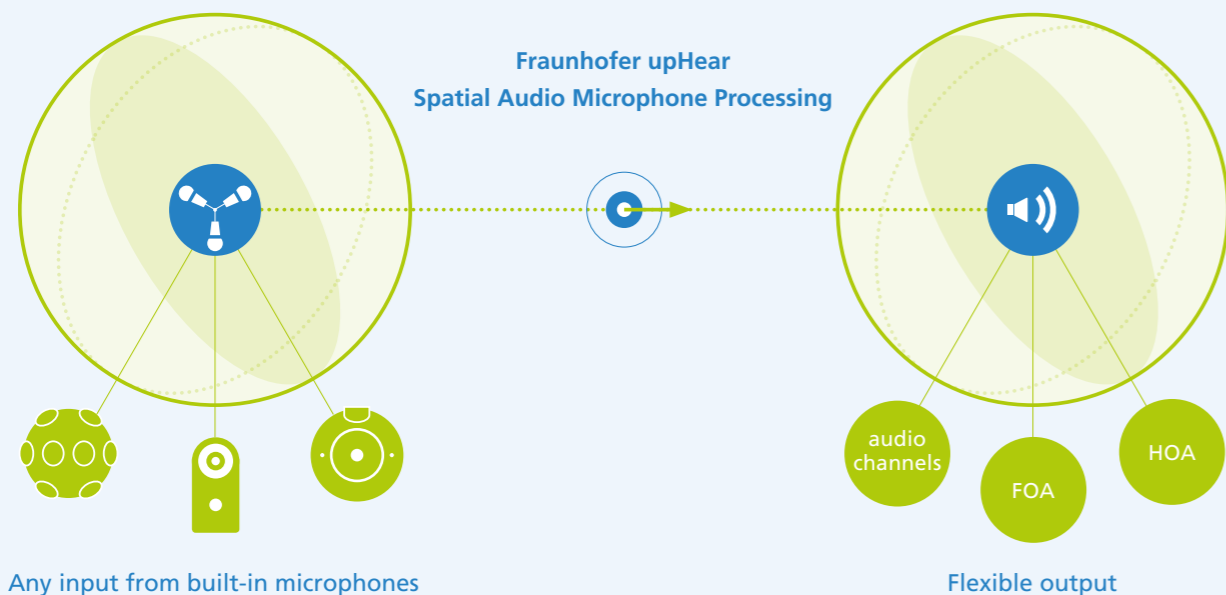 Fraunhofer upHear
Spatial Audio Microphone Processing
audio
channels
FOA
HOA
Any input from built-in microphones
Flexible output